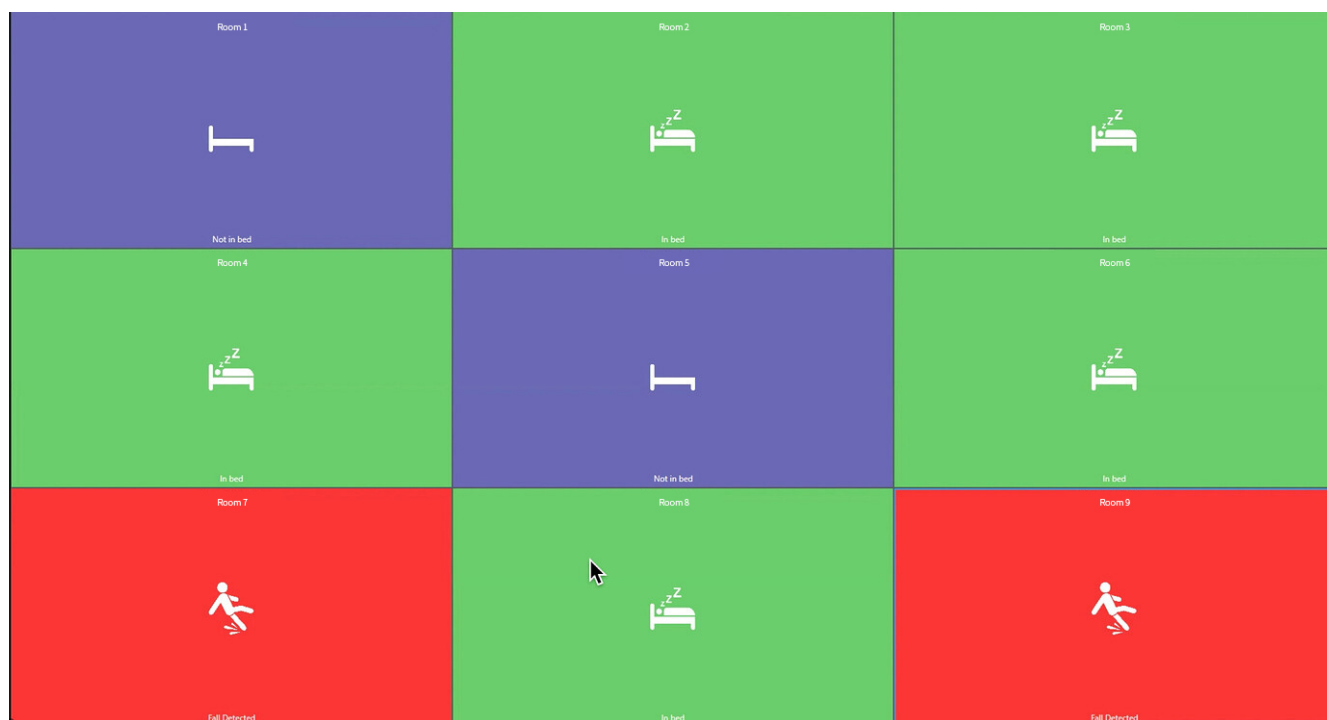 Room 1
Room 2
Room 3
z z Z
z z Z
Not in bed
In bed
In bed
Room 4
Room 5
Room 6
z z Z
z z Z
In bed
Not in bed
In bed
Room 7
Room 8
Room 9
z z Z
Fall Detected
In bed
Fall Detected